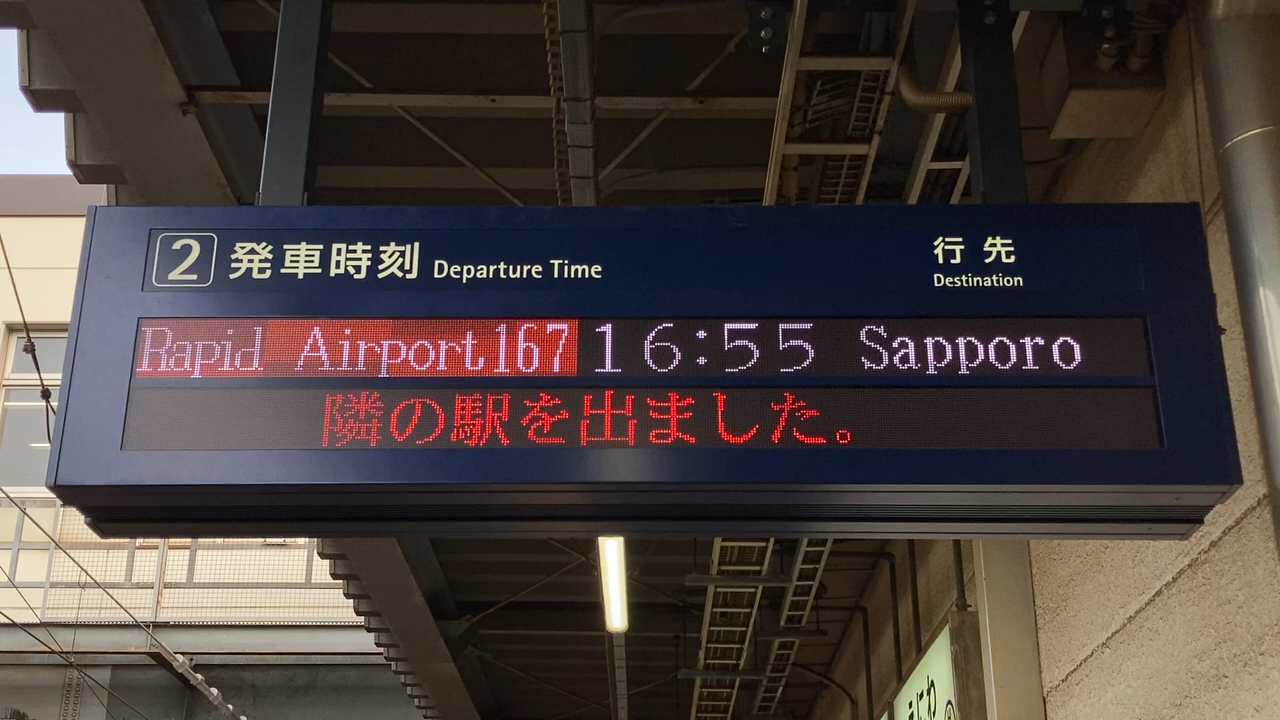 2 発車時刻 Departure Time
行先
Destination
Rapid Airport167 16:55 Sapporo
隣の駅を出ました。